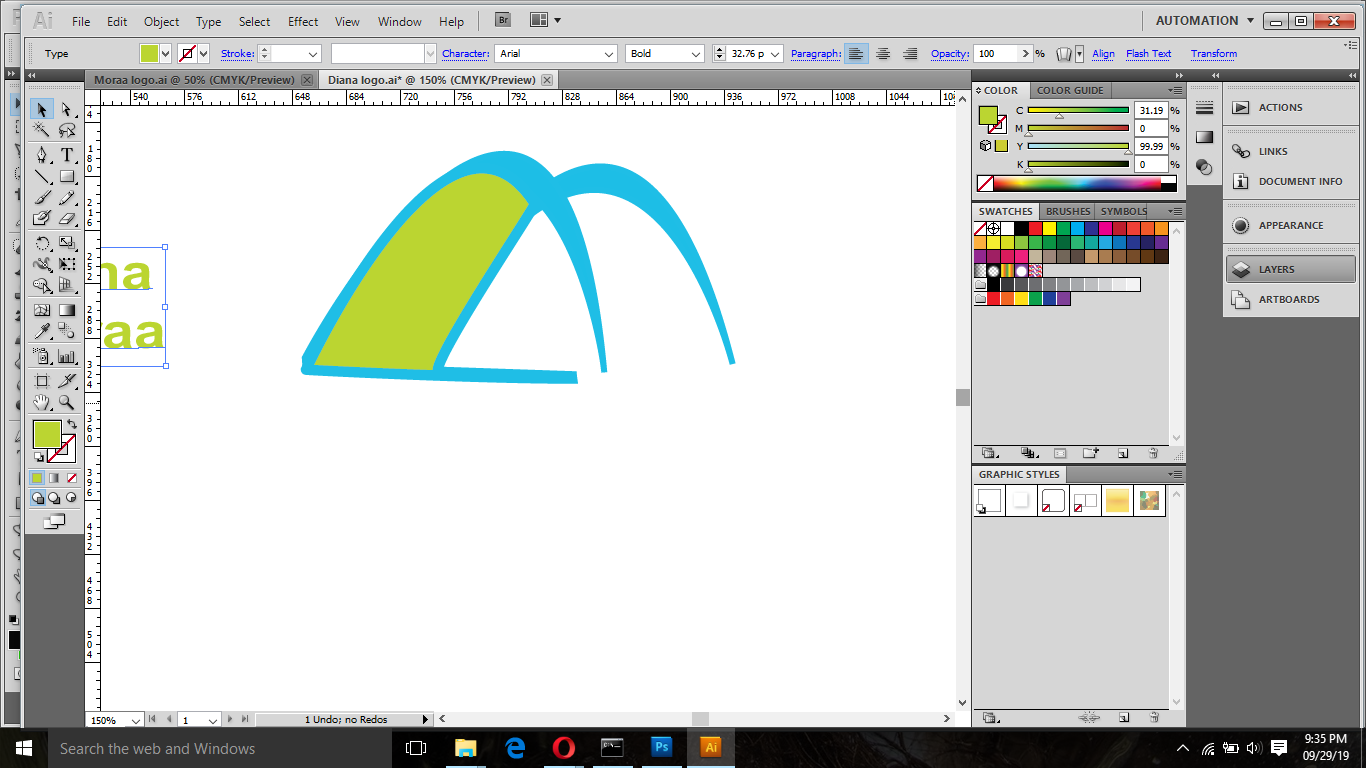 Ai File Edit Object Type Select Effect View Window Help Br AUTOMATION
Type Stroke: Character: Arial Bold 32.76 p Paragraph: Opacity: 100 % Align Flash Text Transform
Moraa logo.ai @ 50% (CMYK/Preview) Diana logo.ai* @ 150% (CMYK/Preview)
540 576 612 648 684 720 756 792 828 864 900 936 972 1008 1044
COLOR COLOR GUIDE
C 31.19 %
M 0 %
Y 99.99 %
K 0 %
SWATCHES BRUSHES SYMBOLS
GRAPHIC STYLES
ACTIONS
LINKS
DOCUMENT INFO
APPEARANCE
LAYERS
ARTBOARDS
na
aa
150% 1 1 Undo; no Redos
Search the web and Windows
Ps Ai
9:35 PM
09/29/19